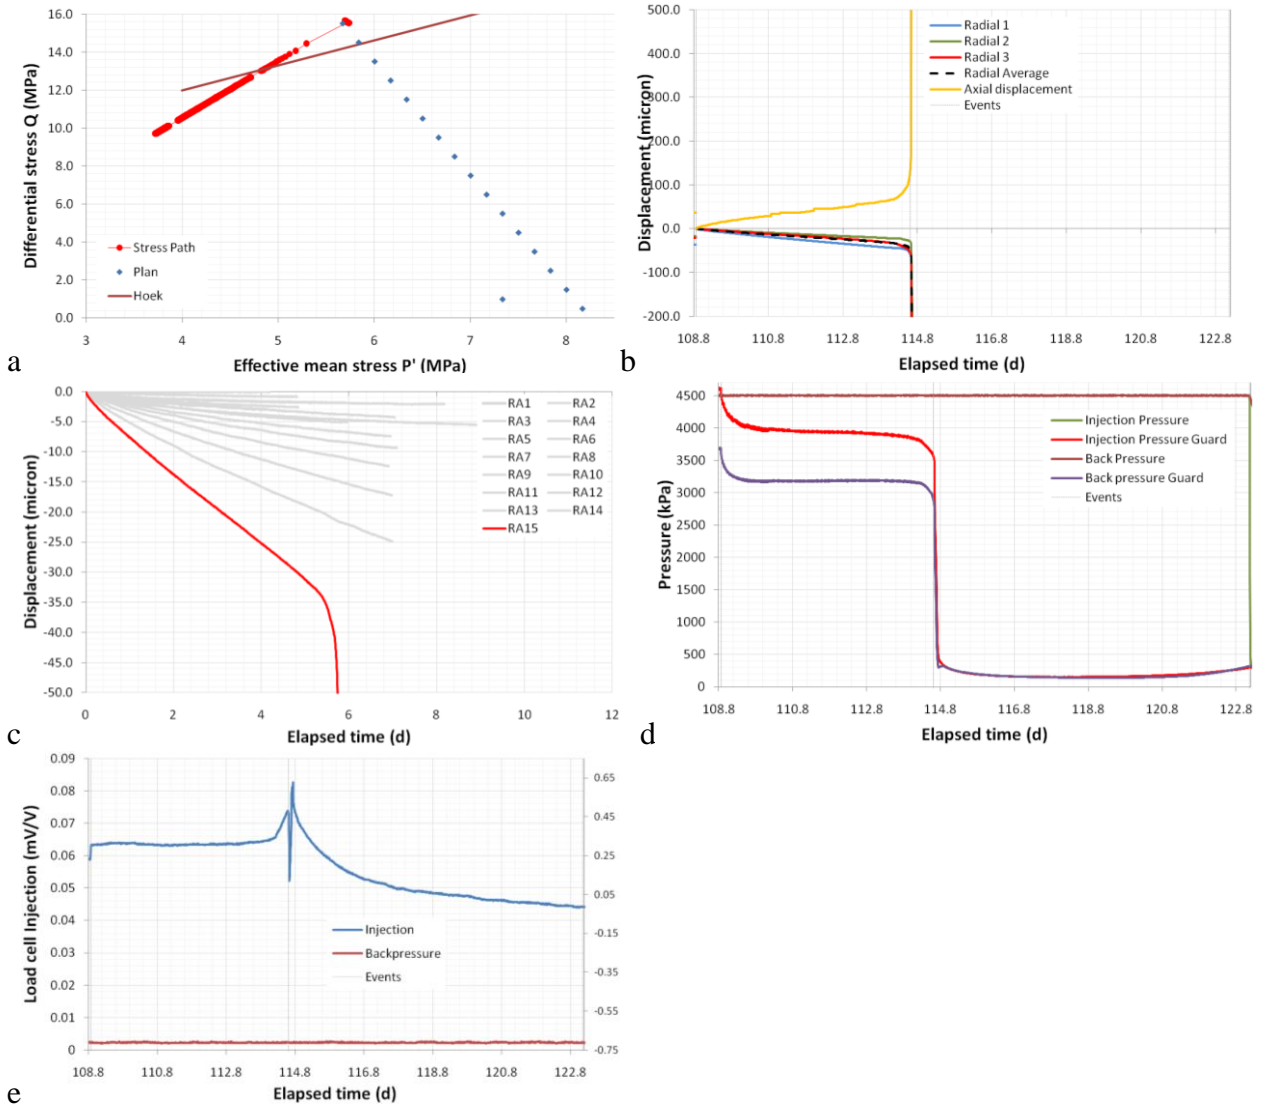 16.0
14.0
12.0
10.0
8.0
6.0
4.0
2.0
0.0
Differential stress Q (MPa)
Stress Path
Plan
Hoek
3 4 5 6 7 8
Effective mean stress P' (MPa)
a
500.0
400.0
300.0
200.0
100.0
0.0
-100.0
-200.0
Displacement (micron)
Radial 1
Radial 2
Radial 3
Radial Average
Axial displacement
Events
108.8 110.8 112.8 114.8 116.8 118.8 120.8 122.8
Elapsed time (d)
b
0.0
-5.0
-10.0
-15.0
-20.0
-25.0
-30.0
-35.0
-40.0
-45.0
-50.0
Displacement (micron)
RA1 RA2
RA3 RA4
RA5 RA6
RA7 RA8
RA9 RA10
RA11 RA12
RA13 RA14
RA15
0 2 4 6 8 10 12
Elapsed time (d)
c
4500
4000
3500
3000
2500
2000
1500
1000
500
0
Pressure (kPa)
Injection Pressure
Injection Pressure Guard
Back Pressure
Back pressure Guard
Events
108.8 110.8 112.8 114.8 116.8 118.8 120.8 122.8
Elapsed time (d)
d
0.09
0.08
0.07
0.06
0.05
0.04
0.03
0.02
0.01
0
Load cell Injection (mV/V)
0.65
0.45
0.25
0.05
-0.15
-0.35
-0.55
-0.75
Injection
Backpressure
Events
108.8 110.8 112.8 114.8 116.8 118.8 120.8 122.8
Elapsed time (d)
e